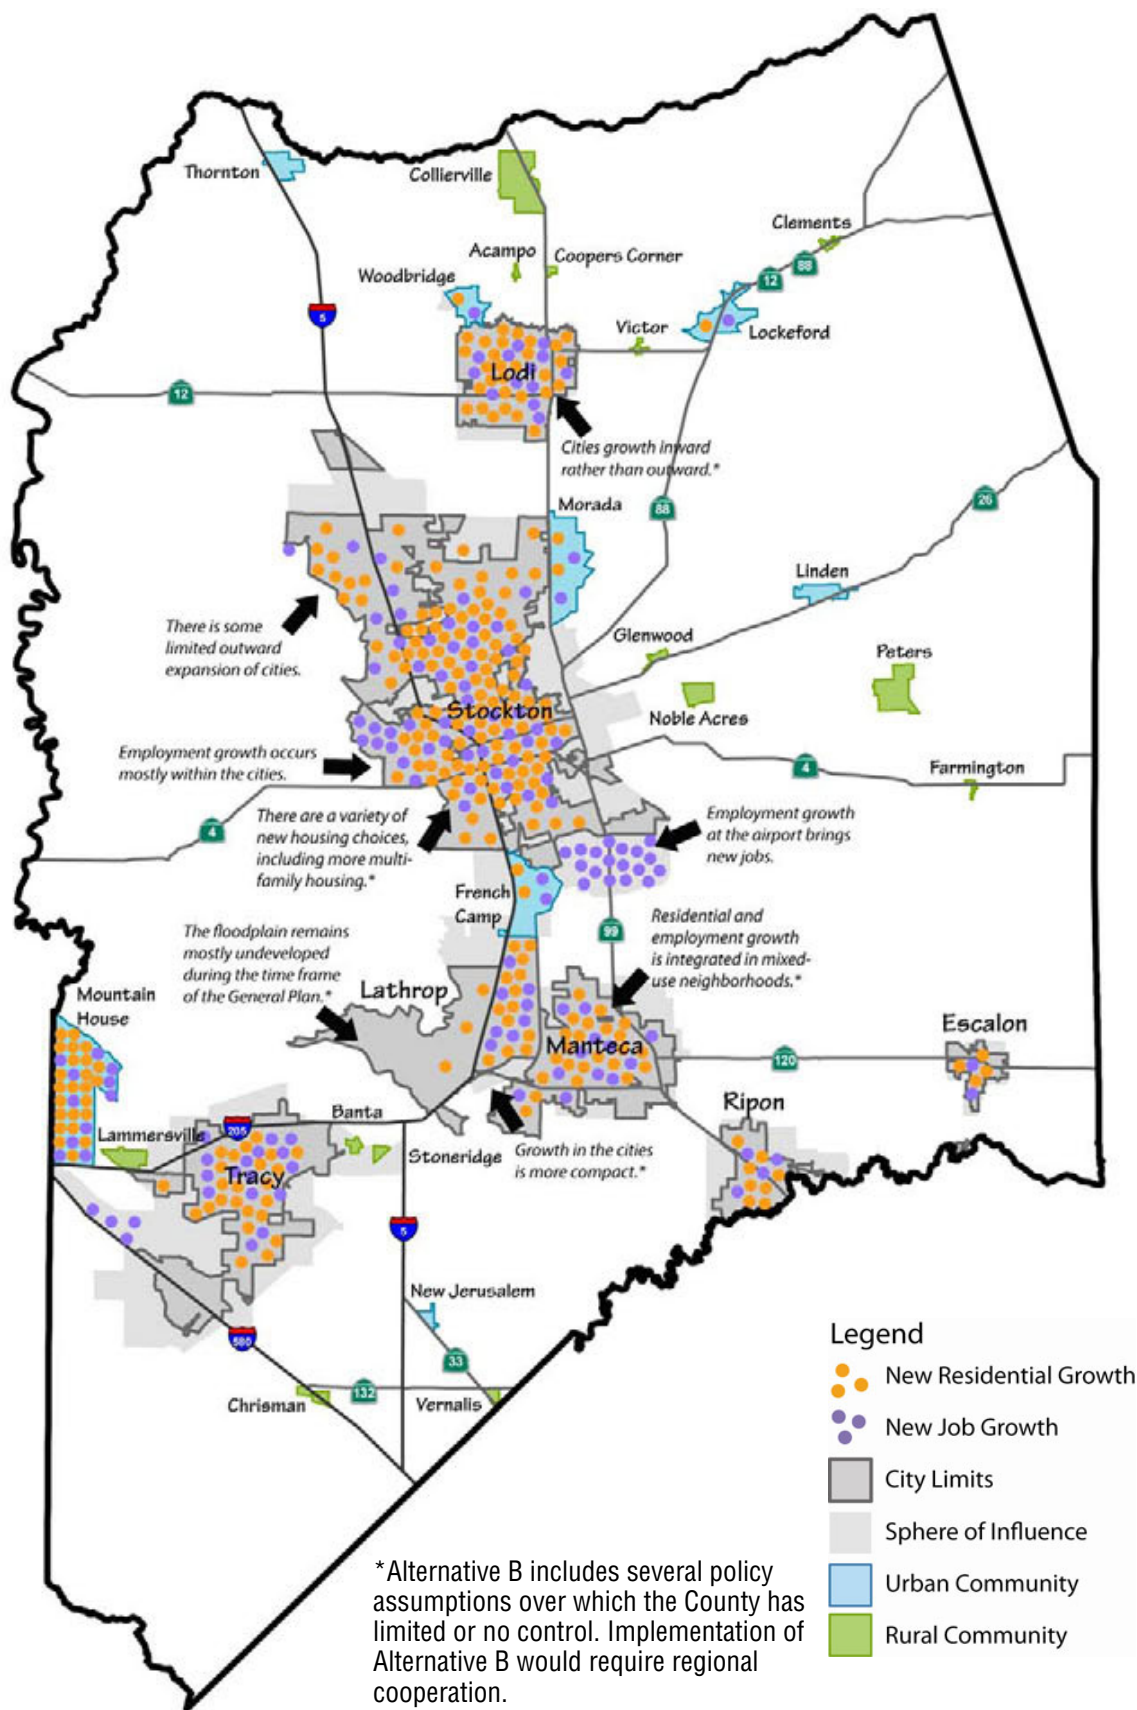 Thornton
Collierville
Clements
Acampo
Coopers Corner
Woodbridge
88
12
5
Victor
Lockeford
Lodi
12
Cities growth inward
rather than outward.*
Morada
88
26
Linden
There is some
limited outward
expansion of cities.
Glenwood
Peters
Stockton
Noble Acres
Employment growth occurs
mostly within the cities.
4
Farmington
There are a variety of
new housing choices,
including more multi-
family housing.*
4
Employment growth
at the airport brings
new jobs.
French
Camp
Residential and
employment growth
is integrated in mixed-
use neighborhoods.*
99
The floodplain remains
mostly undeveloped
during the time frame
of the General Plan.*
Lathrop
Mountain
House
Escalon
Manteca
120
Ripon
Banta
205
Lammersville
Stoneridge
Growth in the cities
is more compact.*
Tracy
5
New Jerusalem
580
33
132
Chrisman
Vernalis
Legend
New Residential Growth
New Job Growth
City Limits
Sphere of Influence
Urban Community
Rural Community
*Alternative B includes several policy
assumptions over which the County has
limited or no control. Implementation of
Alternative B would require regional
cooperation.